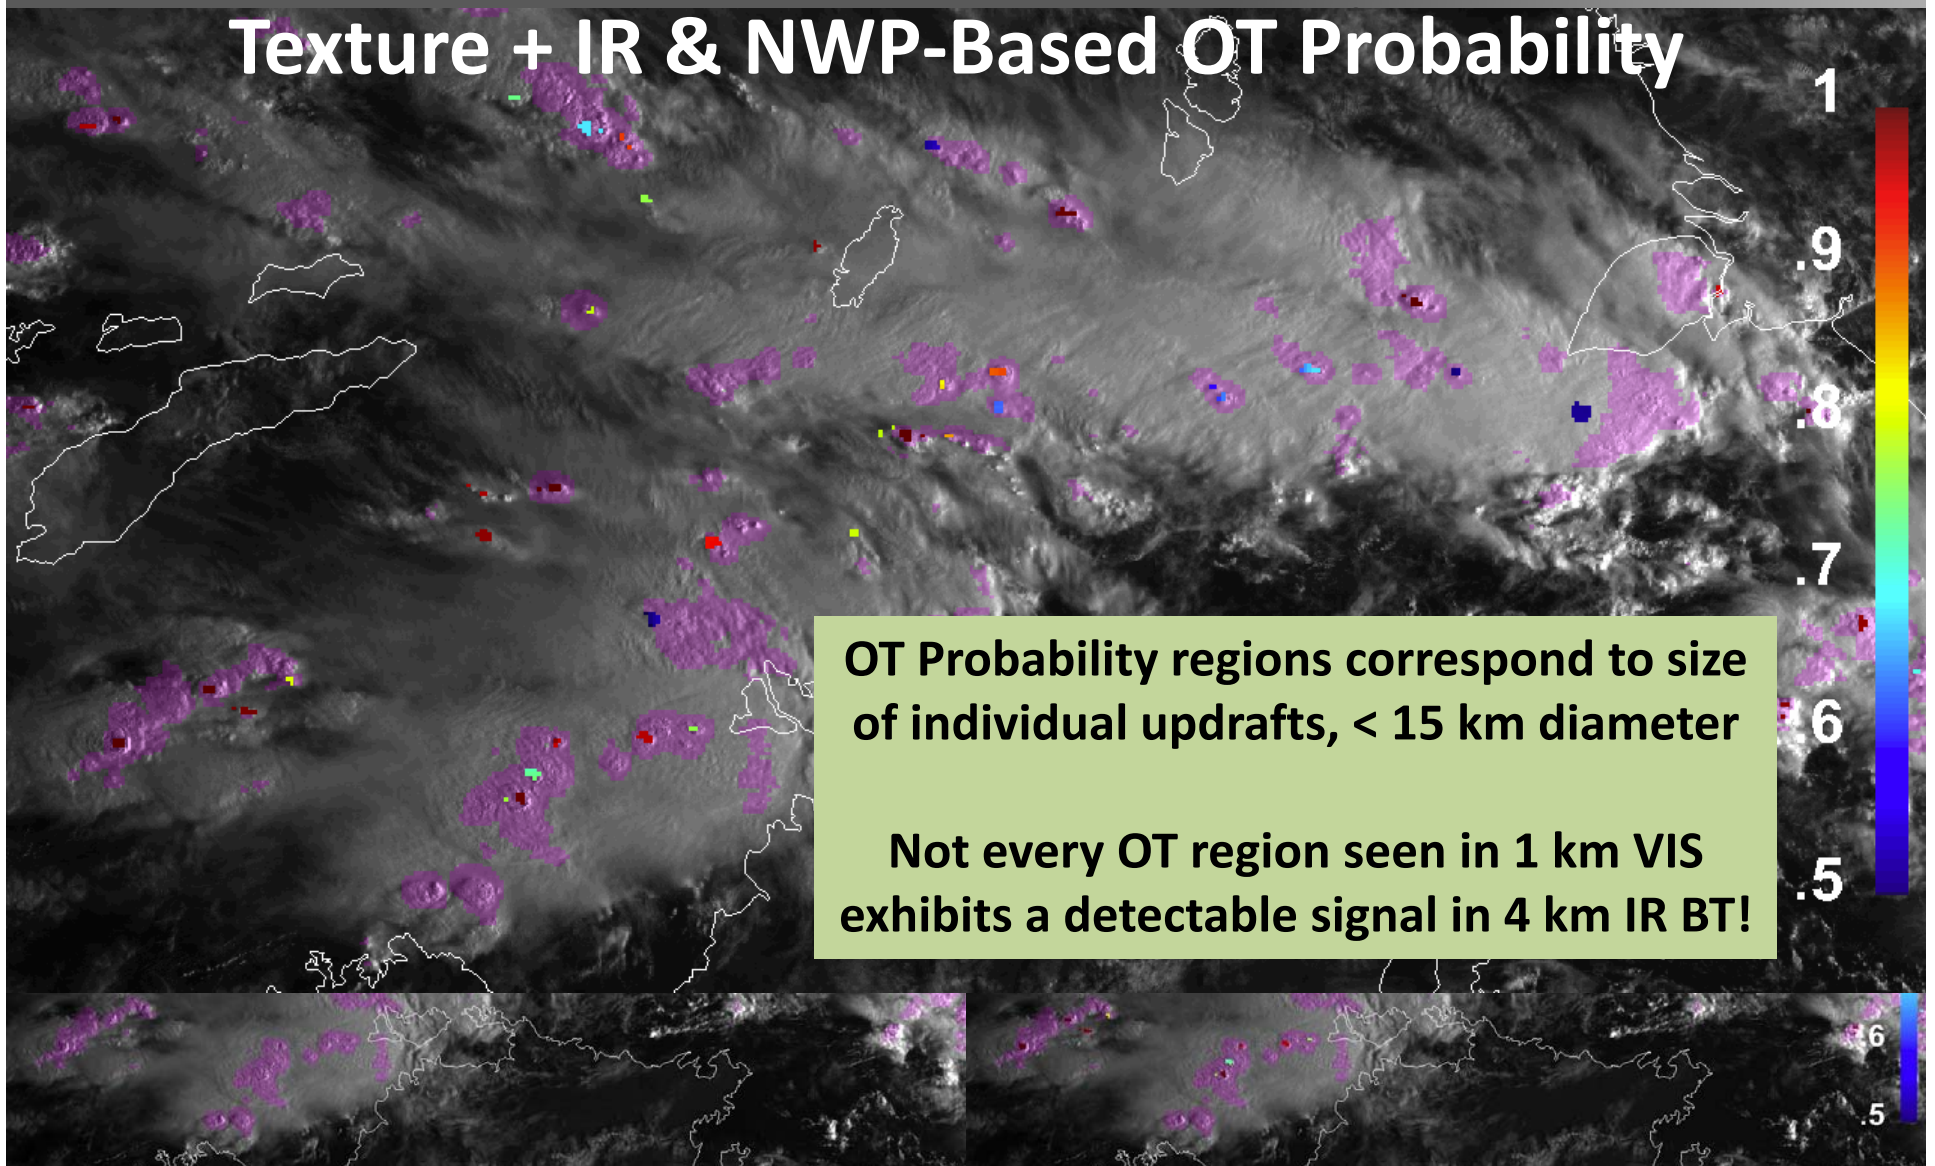 Texture + IR & NWP-Based OT Probability
1
.9
.8
.7
OT Probability regions correspond to size
of individual updrafts, < 15 km diameter
.6
Not every OT region seen in 1 km VIS
exhibits a detectable signal in 4 km IR BT!
.5
.6
.5